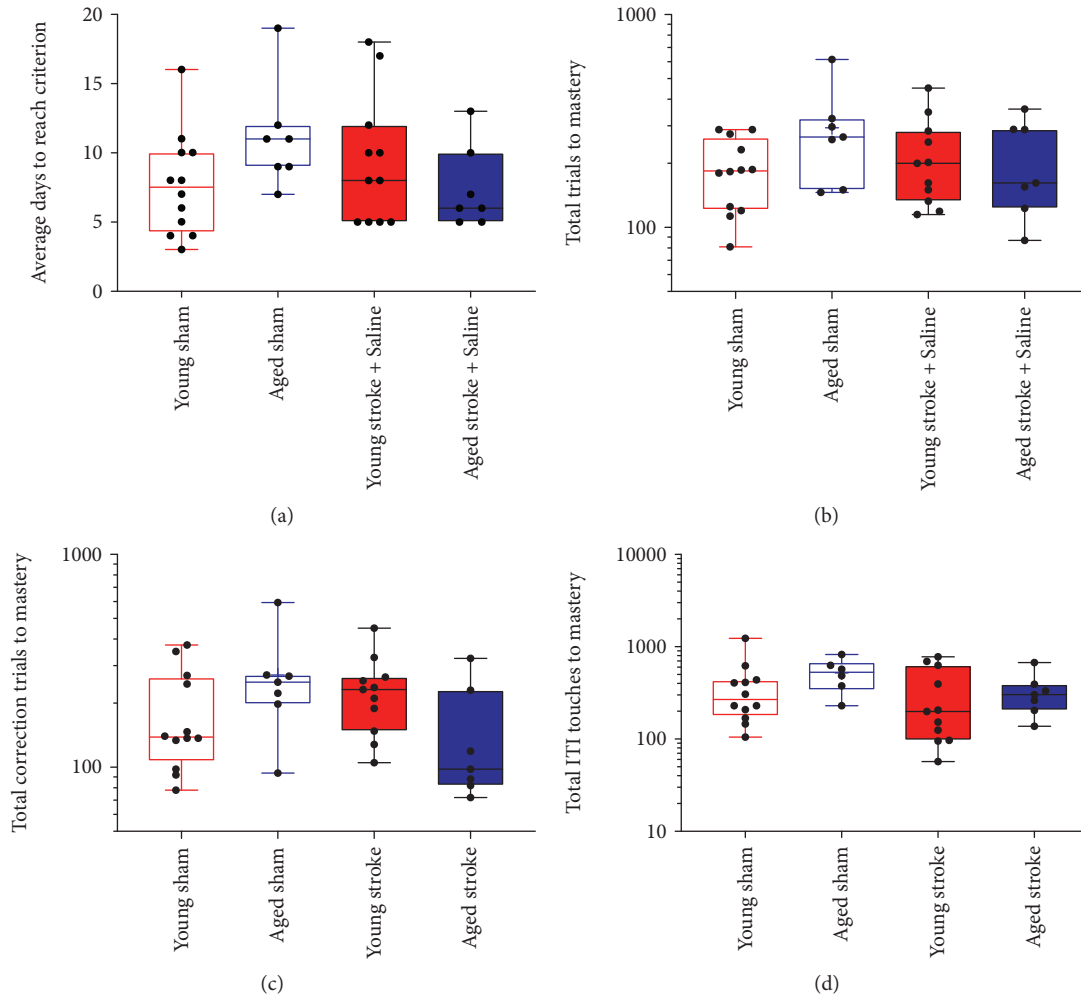 Average days to reach criterion
20
15
10
5
0
Young sham
Aged sham
Young stroke + Saline
Aged stroke + Saline
(a)
Total trials to mastery
1000
100
Young sham
Aged sham
Young stroke + Saline
Aged stroke + Saline
(b)
Total correction trials to mastery
1000
100
Young sham
Aged sham
Young stroke
Aged stroke
(c)
Total ITI touches to mastery
10000
1000
100
10
Young sham
Aged sham
Young stroke
Aged stroke
(d)